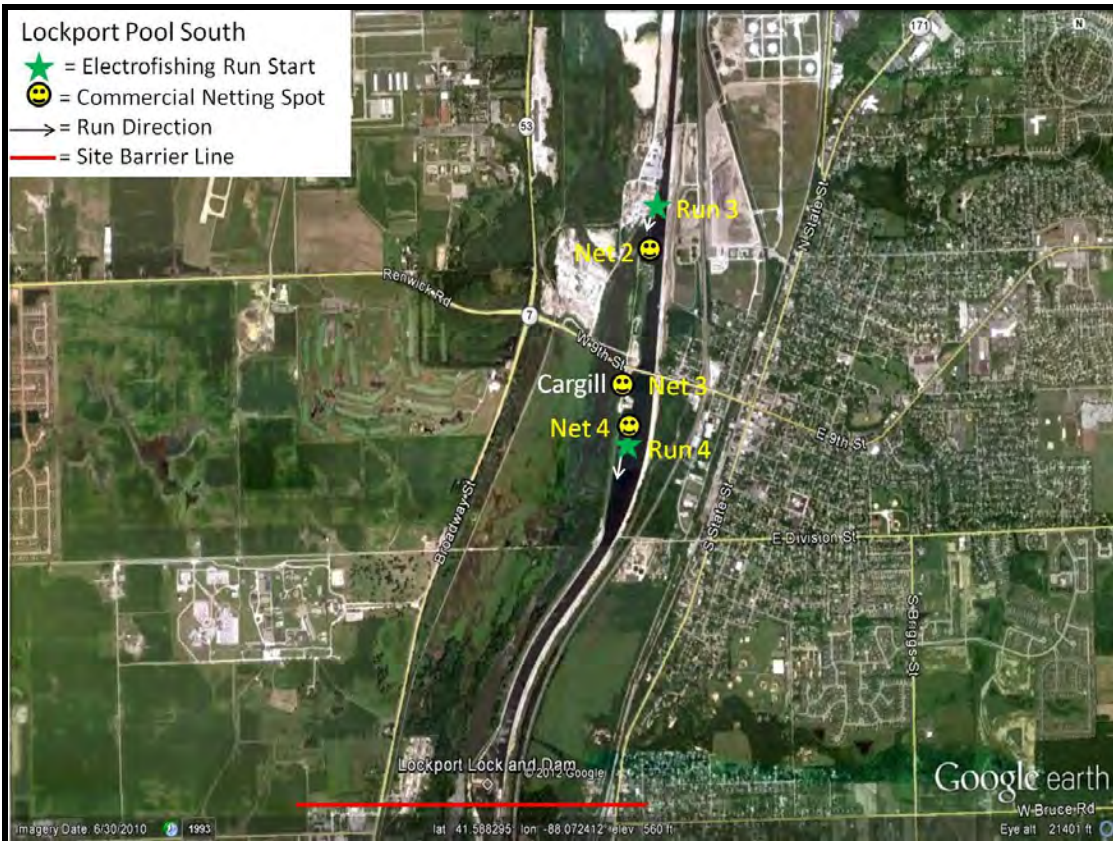 Lockport Pool South
= Electrofishing Run Start
= Commercial Netting Spot
= Run Direction
= Site Barrier Line
171
N
53
Run 3
Net 2
N State St
Renwick Rd
7
W 9th St
Cargill
Net 3
Net 4
Run 4
E 9th St
Broadway St
S State St
E Division St
S Briggs St
Lockport Lock and Dam
© 2012 Google
Google earth
W Bruce Rd
Imagery Date: 6/30/2010
1993
lat 41.588295° lon -88.072412° elev 560 ft
Eye alt 21401 ft